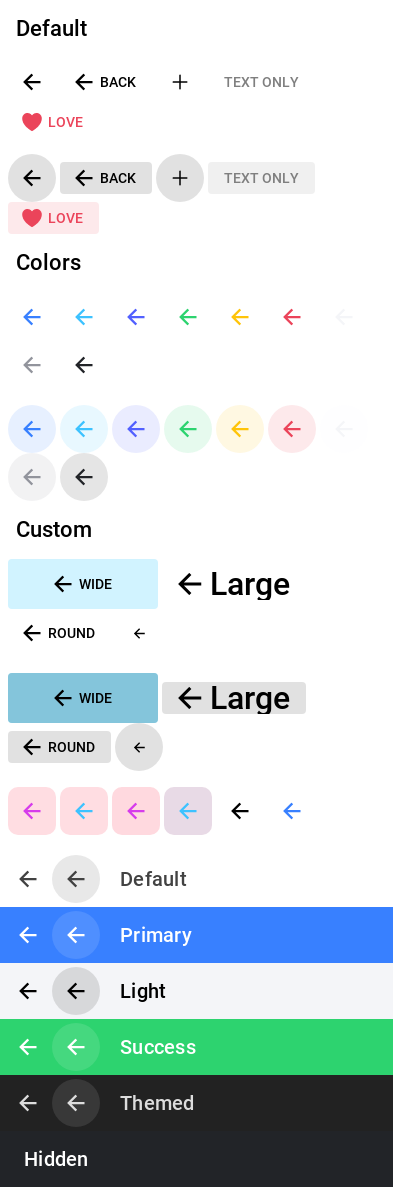 Default
BACK TEXT ONLY
LOVE
BACK TEXT ONLY
LOVE
Colors
Custom
WIDE Large
ROUND
WIDE Large
ROUND
Default
Primary
Light
Success
Themed
Hidden